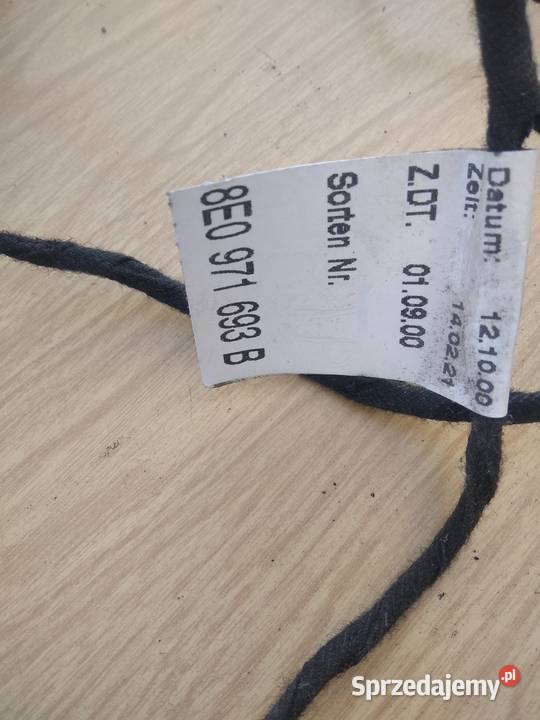 Datum: 12.10.00
Zeit: 14.02.21
Z.DT. 01.09.00
Sorten Nr.
8E0 971 693 B
Sprzedajemy.pl